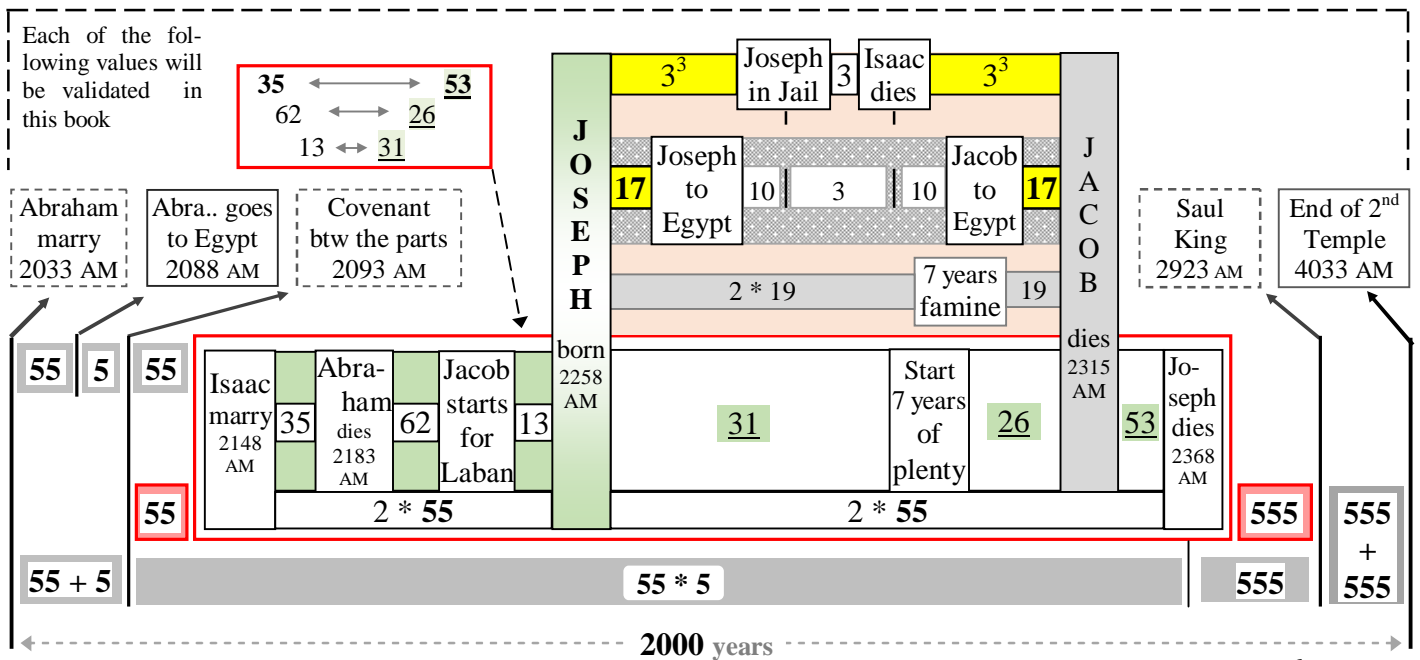 Each of the fol-
lowing values will
be validated in
this book
35 53
62 26
13 31
3³
Joseph
in Jail
3
Isaac
dies
3³
17
Joseph
to
Egypt
10
3
10
Jacob
to
Egypt
17
2 * 19
7 years
famine
19
JOSEPH
born
2258
AM
JACOB
dies
2315
AM
Abraham
marry
2033 AM
Abra.. goes
to Egypt
2088 AM
Covenant
btw the parts
2093 AM
Saul
King
2923 AM
End of 2nd
Temple
4033 AM
55
5
55
Isaac
marry
2148
AM
35
Abra-
ham
dies
2183
AM
62
Jacob
starts
for
Laban
13
31
Start
7 years
of
plenty
26
53
Jo-
seph
dies
2368
AM
55
2 * 55
2 * 55
555
555
+
555
55 + 5
55 * 5
555
2000 years